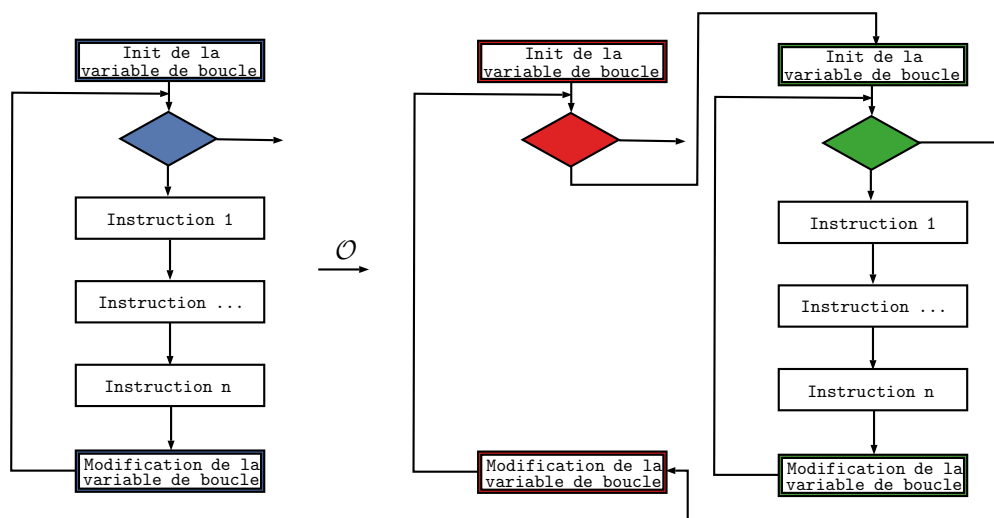 Init de la
variable de boucle
Instruction 1
Instruction ...
Instruction n
Modification de la
variable de boucle
𝒪
Init de la
variable de boucle
Modification de la
variable de boucle
Init de la
variable de boucle
Instruction 1
Instruction ...
Instruction n
Modification de la
variable de boucle